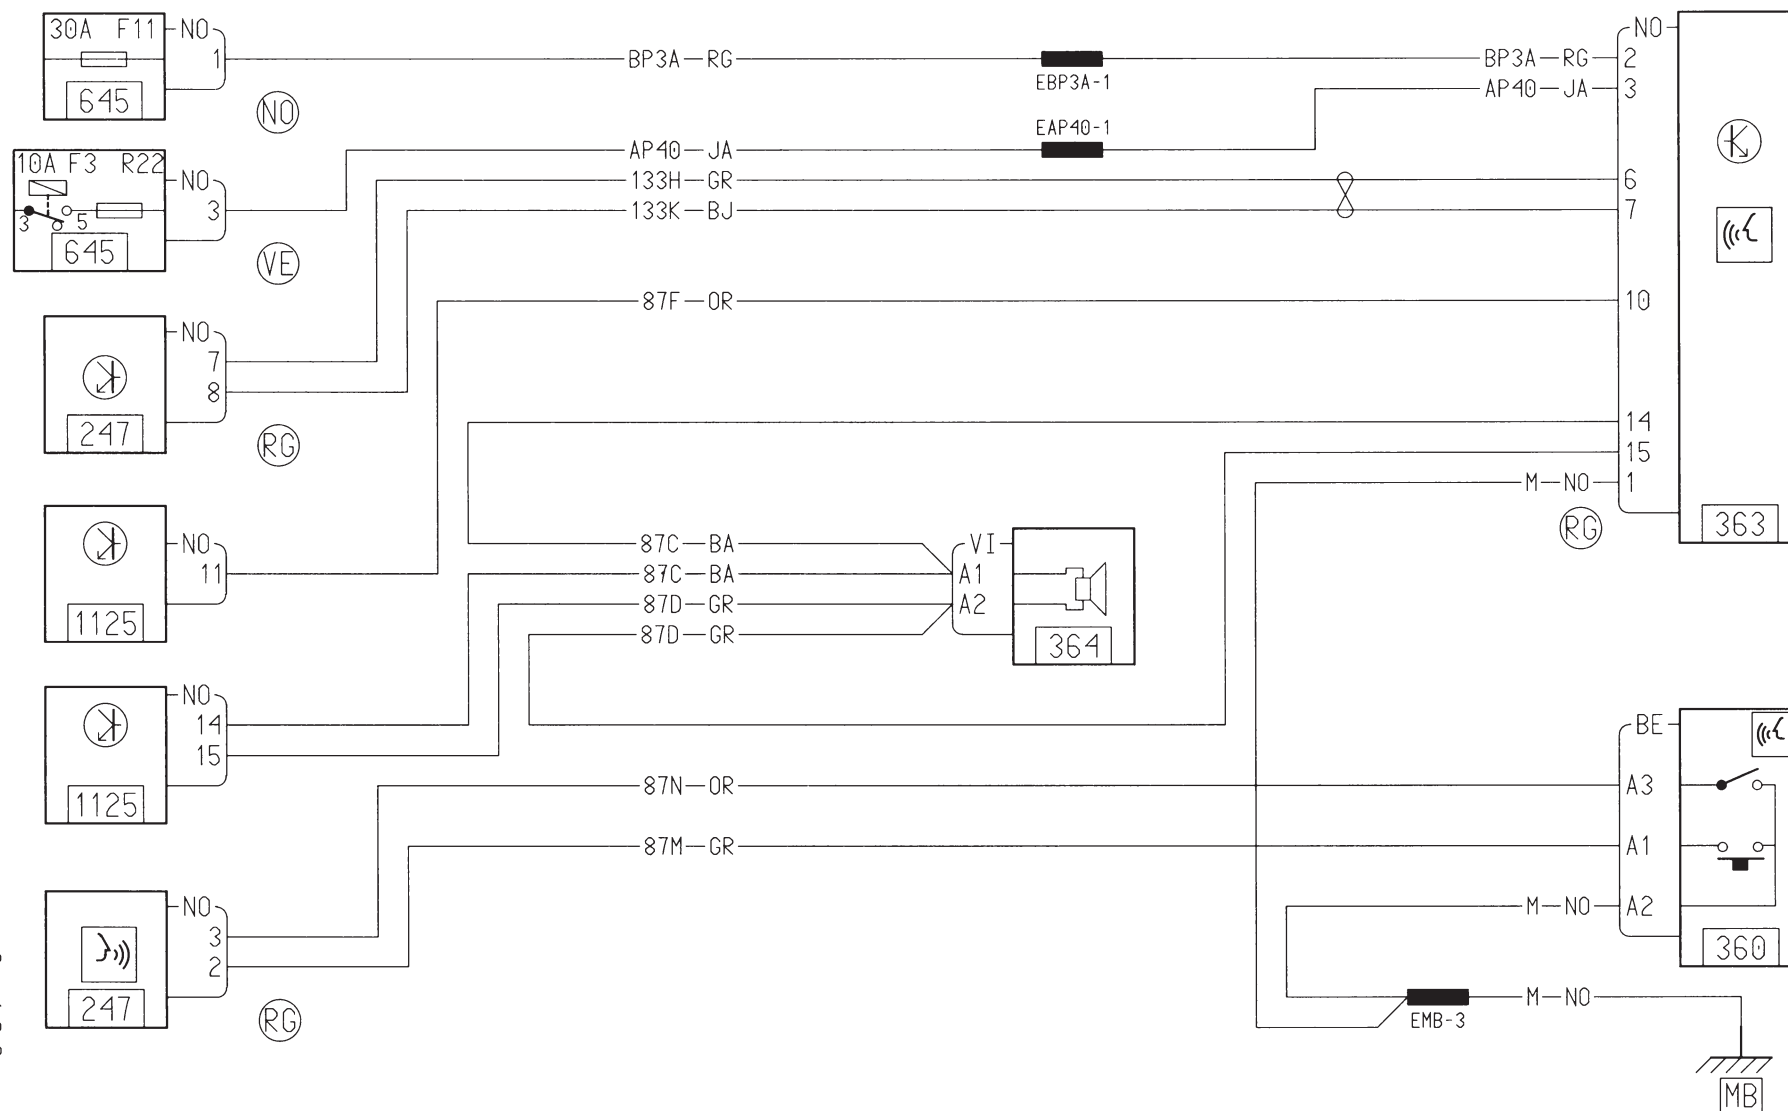 30A F11 NO
1 BP3A RG BP3A RG 2
NO
645
EBP3A-1
AP40 JA 3
NO
EAP40-1
10A F3 R22
AP40 JA
NO
133H GR 6
3
133K BJ 7
3 5
645
VE
87F OR 10
NO
7
8
247
RG
14
15
M NO 1
RG
363
NO
11
1125
87C BA
VI
87C BA A1
87D GR A2
87D GR
364
NO
14
15
1125
BE
87N OR A3
87M GR A1
NO
3
2
247
RG
M NO A2
360
M NO
EMB-3
MB